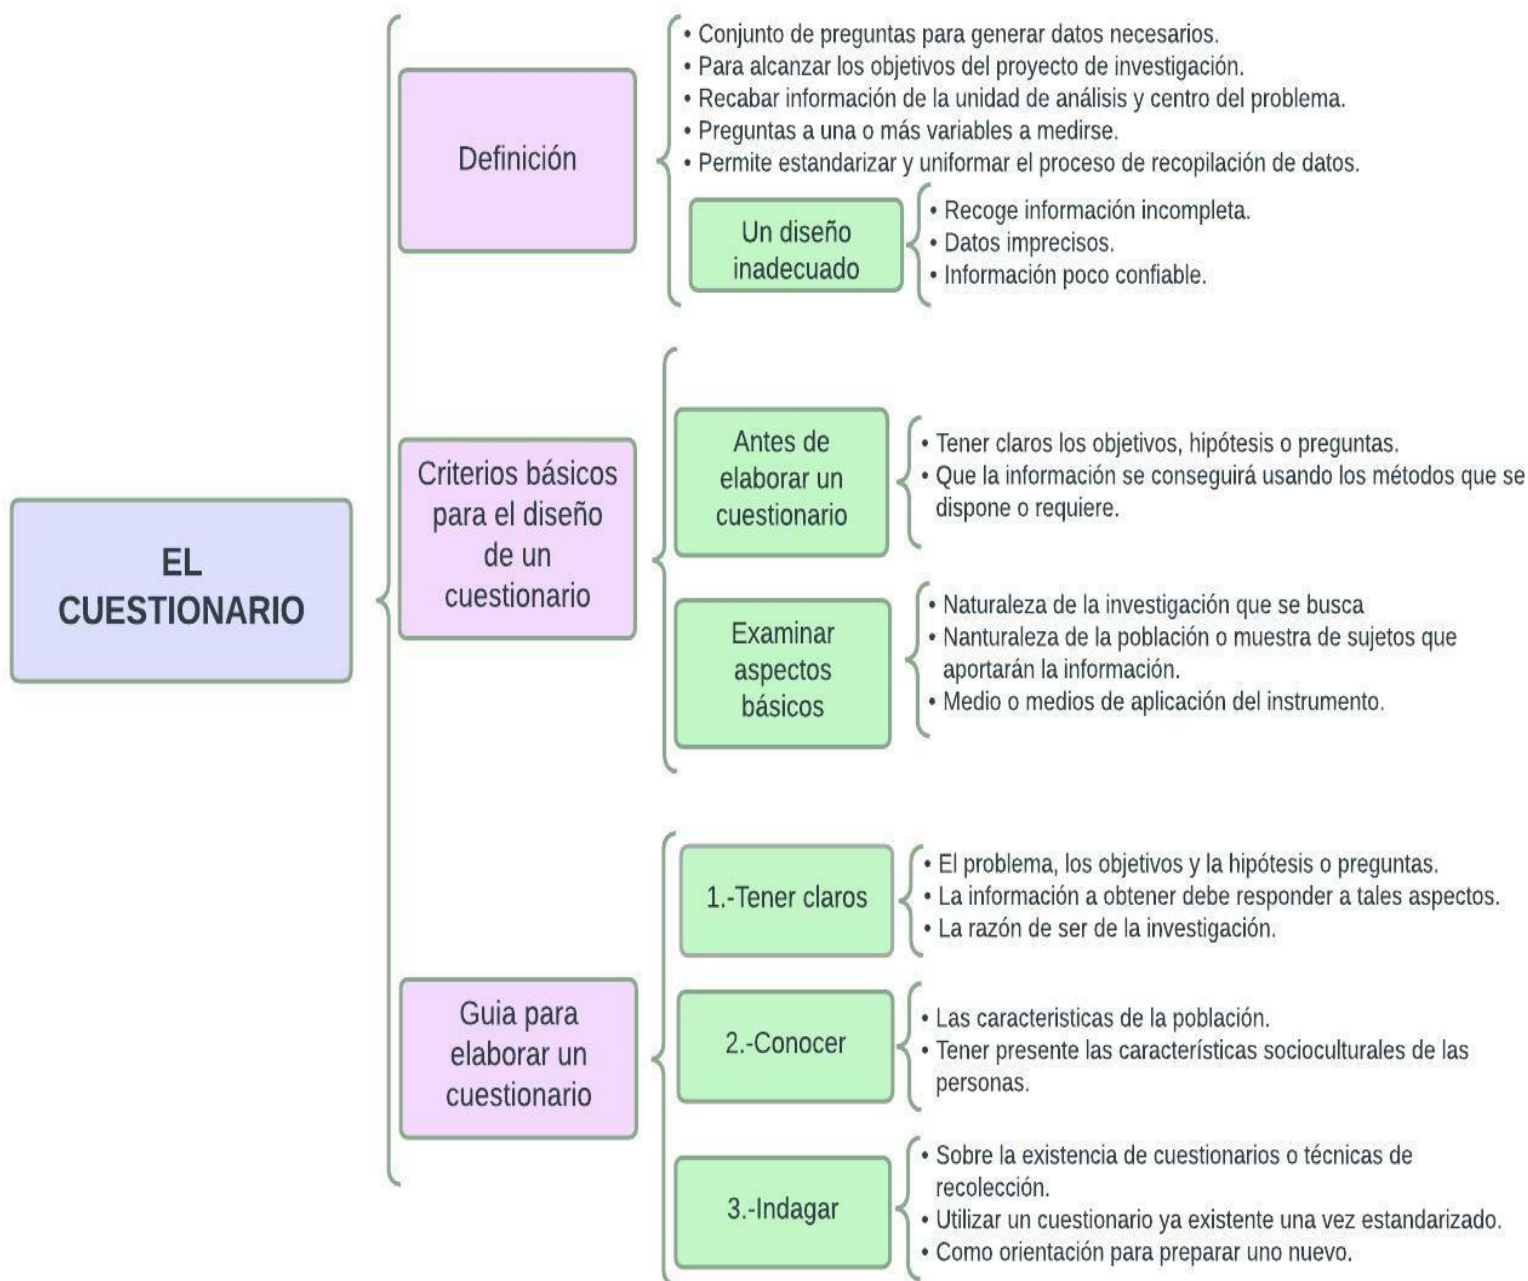 EL
CUESTIONARIO
Definición
• Conjunto de preguntas para generar datos necesarios.
• Para alcanzar los objetivos del proyecto de investigación.
• Recabar información de la unidad de análisis y centro del problema.
• Preguntas a una o más variables a medirse.
• Permite estandarizar y uniformar el proceso de recopilación de datos.
Un diseño
inadecuado
• Recoge información incompleta.
• Datos imprecisos.
• Información poco confiable.
Criterios básicos
para el diseño
de un
cuestionario
Antes de
elaborar un
cuestionario
• Tener claros los objetivos, hipótesis o preguntas.
• Que la información se conseguirá usando los métodos que se
dispone o requiere.
Examinar
aspectos
básicos
• Naturaleza de la investigación que se busca
• Nanturaleza de la población o muestra de sujetos que
aportarán la información.
• Medio o medios de aplicación del instrumento.
Guia para
elaborar un
cuestionario
1.-Tener claros
• El problema, los objetivos y la hipótesis o preguntas.
• La información a obtener debe responder a tales aspectos.
• La razón de ser de la investigación.
2.-Conocer
• Las caracteristicas de la población.
• Tener presente las característícas socioculturales de las
personas.
3.-Indagar
• Sobre la existencia de cuestionarios o técnicas de
recolección.
• Utilizar un cuestionario ya existente una vez estandarizado.
• Como orientación para preparar uno nuevo.